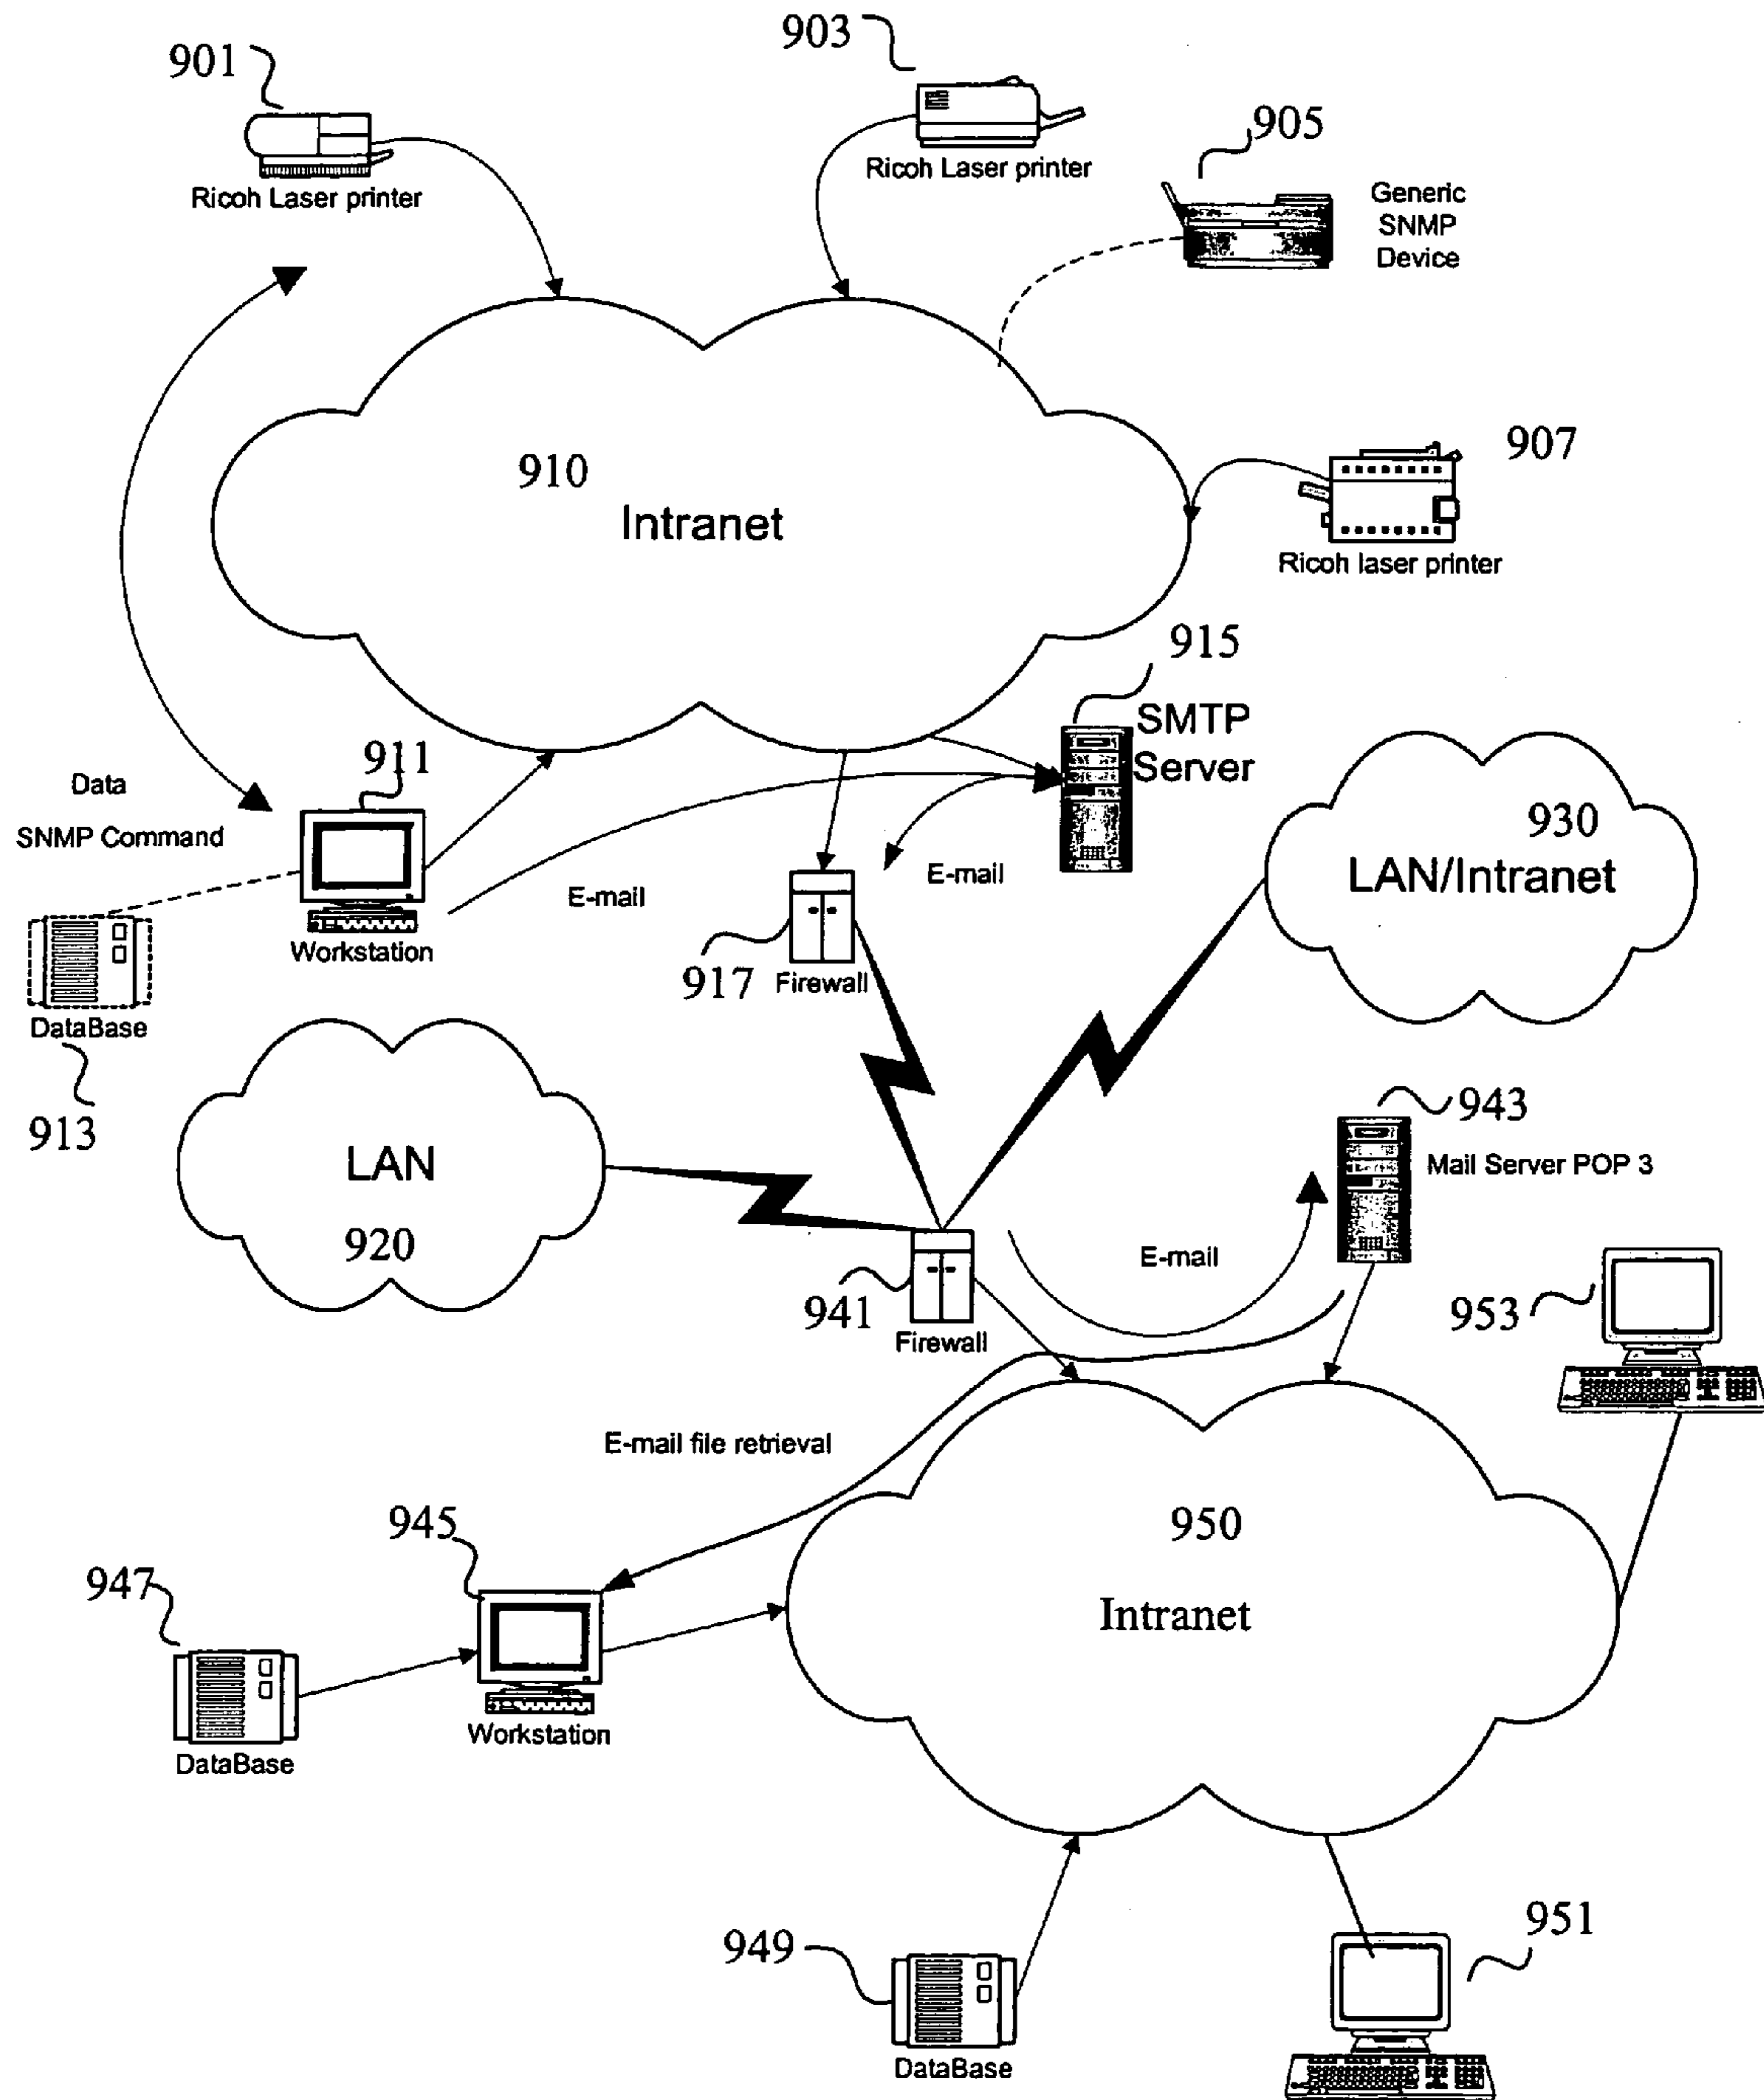 901
903
905
Ricoh Laser printer
Ricoh Laser printer
Generic
SNMP
Device
907
910
Intranet
Ricoh laser printer
915
SMTP
Server
911
Data
SNMP Command
930
LAN/Intranet
E-mail
E-mail
Workstation
917
Firewall
DataBase
913
943
LAN
Mail Server POP 3
920
E-mail
941
Firewall
953
E-mail file retrieval
945
950
947
Intranet
Workstation
DataBase
949
951
DataBase